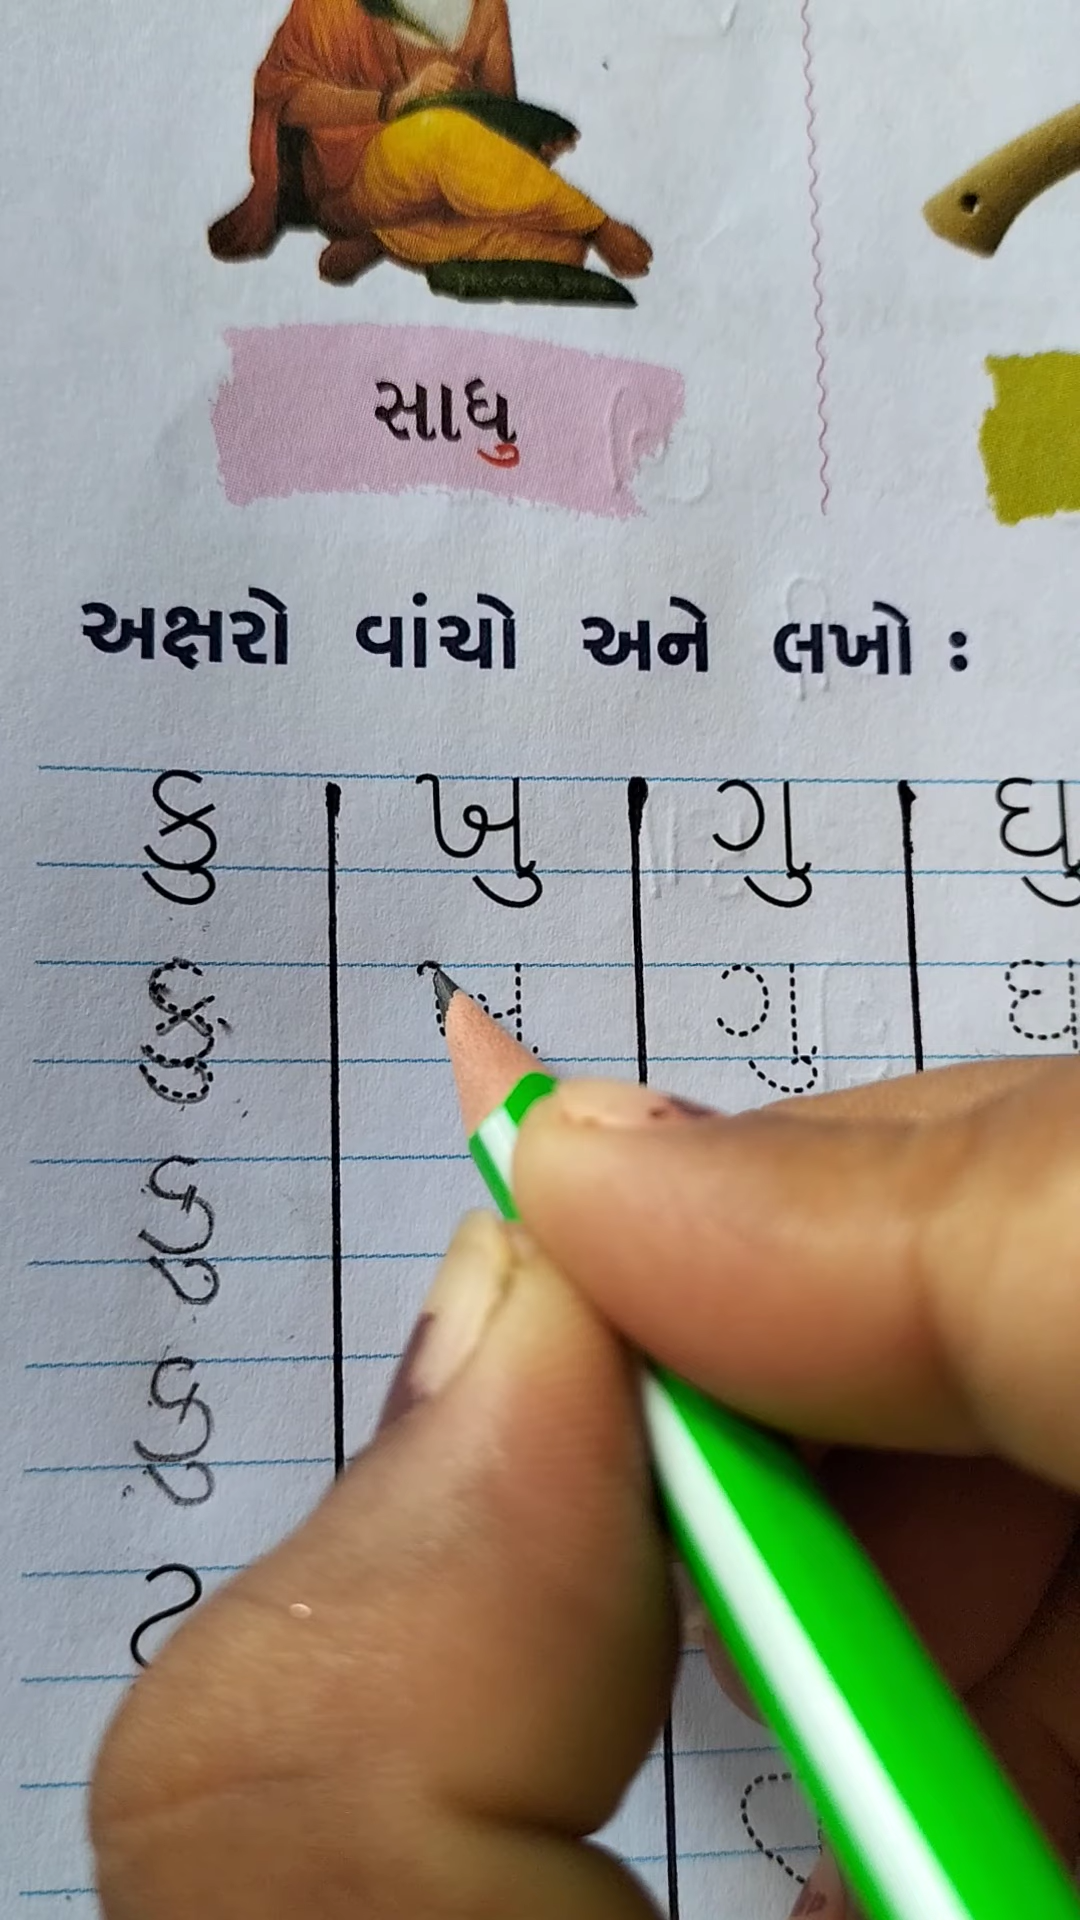 સાધુ
અક્ષરો વાંચો અને લખો :
કુ ખુ ગુ ઘુ
કુ ગુ
કુ
કુ